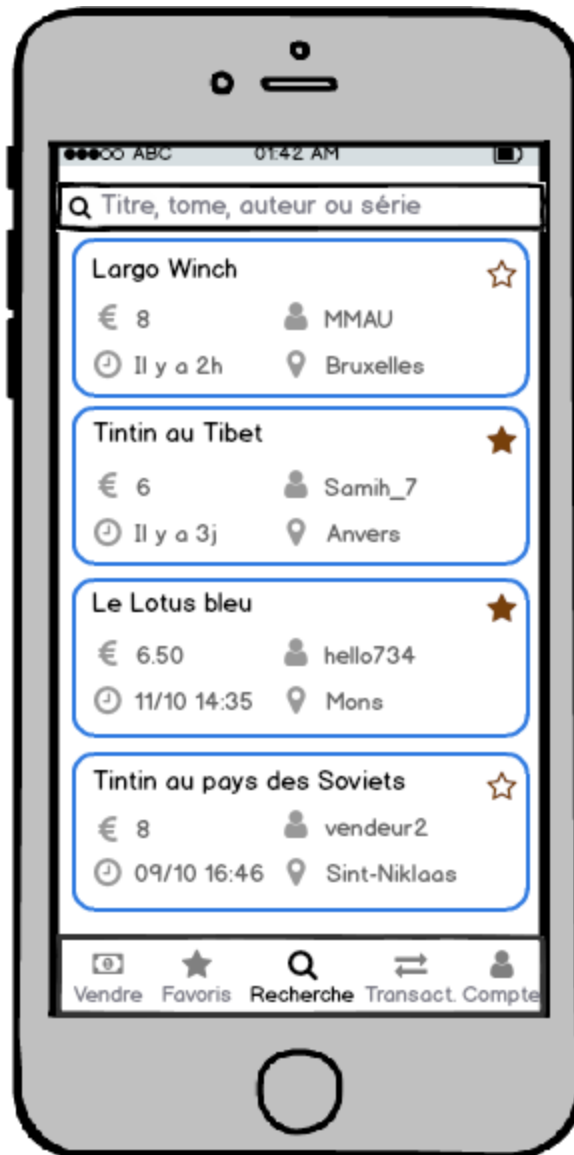 ABC 01:42 AM
Titre, tome, auteur ou série
Largo Winch
€ 8 MMAU
Il y a 2h Bruxelles
Tintin au Tibet
€ 6 Samih_7
Il y a 3j Anvers
Le Lotus bleu
€ 6.50 hello734
11/10 14:35 Mons
Tintin au pays des Soviets
€ 8 vendeur2
09/10 16:46 Sint-Niklaas
Vendre Favoris Recherche Transact. Compte